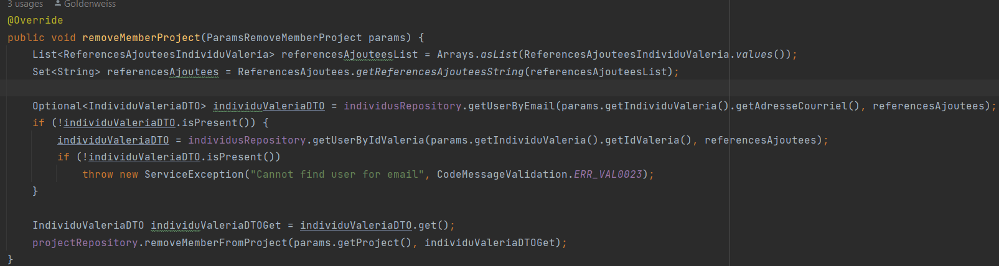 3 usages Goldenweiss
@Override
public void removeMemberProject(ParamsRemoveMemberProject params) {
List<ReferencesAjouteesIndividuValeria> referencesAjouteesList = Arrays.asList(ReferencesAjouteesIndividuValeria.values());
Set<String> referencesAjoutees = ReferencesAjoutees.getReferencesAjouteesString(referencesAjouteesList);
Optional<IndividuValeriaDTO> individuValeriaDTO = individusRepository.getUserByEmail(params.getIndividuValeria().getAdresseCourriel(), referencesAjoutees);
if (!individuValeriaDTO.isPresent()) {
individuValeriaDTO = individusRepository.getUserByIdValeria(params.getIndividuValeria().getIdValeria(), referencesAjoutees);
if (!individuValeriaDTO.isPresent())
throw new ServiceException("Cannot find user for email", CodeMessageValidation.ERR_VAL0023);
}
IndividuValeriaDTO individuValeriaDTOGet = individuValeriaDTO.get();
projectRepository.removeMemberFromProject(params.getProject(), individuValeriaDTOGet);
}